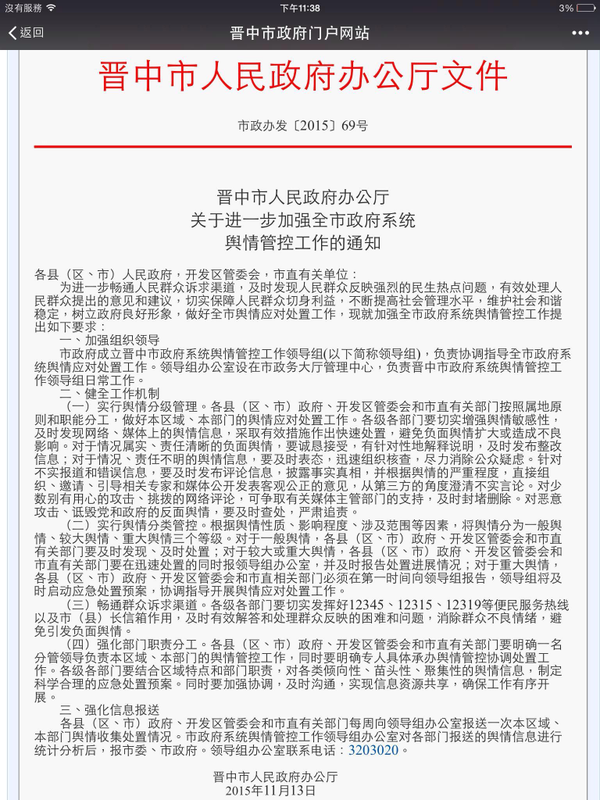 沒有服務 下午11:38 3%
返回 晋中市政府门户网站
晋中市人民政府办公厅文件
市政办发〔2015〕69号
晋中市人民政府办公厅
关于进一步加强全市政府系统
舆情管控工作的通知
各县（区、市）人民政府，开发区管委会，市直有关单位：
为进一步畅通人民群众诉求渠道，及时发现人民群众反映强烈的民生热点问题，有效处理人
民群众提出的意见和建议，切实保障人民群众切身利益，不断提高社会管理水平，维护社会和谐
稳定，树立政府良好形象，做好全市舆情应对处置工作，现就加强全市政府系统舆情管控工作提
出如下要求：
一、加强组织领导
市政府成立晋中市政府系统舆情管控工作领导组(以下简称领导组)，负责协调指导全市政府系
统舆情应对处置工作。领导组办公室设在市政务大厅管理中心，负责晋中市政府系统舆情管控工
作领导组日常工作。
二、健全工作机制
（一）实行舆情分级管理。各县（区、市）政府、开发区管委会和市直有关部门按照属地原
则和职能分工，做好本区域、本部门的舆情应对处置工作。各级各部门要切实增强舆情敏感性，
及时发现网络、媒体上的舆情信息，采取有效措施作出快速处置，避免负面舆情扩大或造成不良
影响。对于情况属实、责任清晰的负面舆情，要诚恳接受，有针对性地解释说明，及时发布整改
信息；对于情况、责任不明的舆情信息，要及时表态，迅速组织核查，尽力消除公众疑虑。针对
不实报道和错误信息，要及时发布评论信息，披露事实真相，并根据舆情的严重程度，直接组
织、邀请、引导相关专家和媒体公开发表客观公正的意见，从第三方的角度澄清不实言论。对少
数别有用心的攻击、挑拨的网络评论，可争取有关媒体主管部门的支持，及时封堵删除。对恶意
攻击、诋毁党和政府的反面舆情，要及时查处，严肃追责。
（二）实行舆情分类管控。根据舆情性质、影响程度、涉及范围等因素，将舆情分为一般舆
情、较大舆情、重大舆情三个等级。对于一般舆情，各县（区、市）政府、开发区管委会和市直
有关部门要及时发现、及时处置；对于较大或重大舆情，各县（区、市）政府、开发区管委会和
市直有关部门要在迅速处置的同时报领导组办公室，并及时报告处置进展情况；对于重大舆情，
各县（区、市）政府、开发区管委会和市直相关部门必须在第一时间向领导组报告，领导组将及
时启动应急处置预案，协调指导开展舆情应对处置工作。
（三）畅通群众诉求渠道。各级各部门要切实发挥好12345、12315、12319等便民服务热线
以及市（县）长信箱作用，及时有效解答和处理群众反映的困难和问题，消除群众不良情绪，避
免引发负面舆情。
（四）强化部门职责分工。各县（区、市）政府、开发区管委会和市直有关部门要明确一名
分管领导负责本区域、本部门的舆情管控工作，同时要明确专人具体承办舆情管控协调处置工
作。各级各部门要结合区域特点和部门职责，对各类倾向性、苗头性、聚集性的舆情信息，制定
科学合理的应急处置预案。同时要加强协调，及时沟通，实现信息资源共享，确保工作有序开
展。
三、强化信息报送
各县（区、市）政府、开发区管委会和市直有关部门每周向领导组办公室报送一次本区域、
本部门舆情收集处置情况。市政府系统舆情管控工作领导组办公室对各部门报送的舆情信息进行
统计分析后，报市委、市政府。领导组办公室联系电话：3203020。
晋中市人民政府办公厅
2015年11月13日